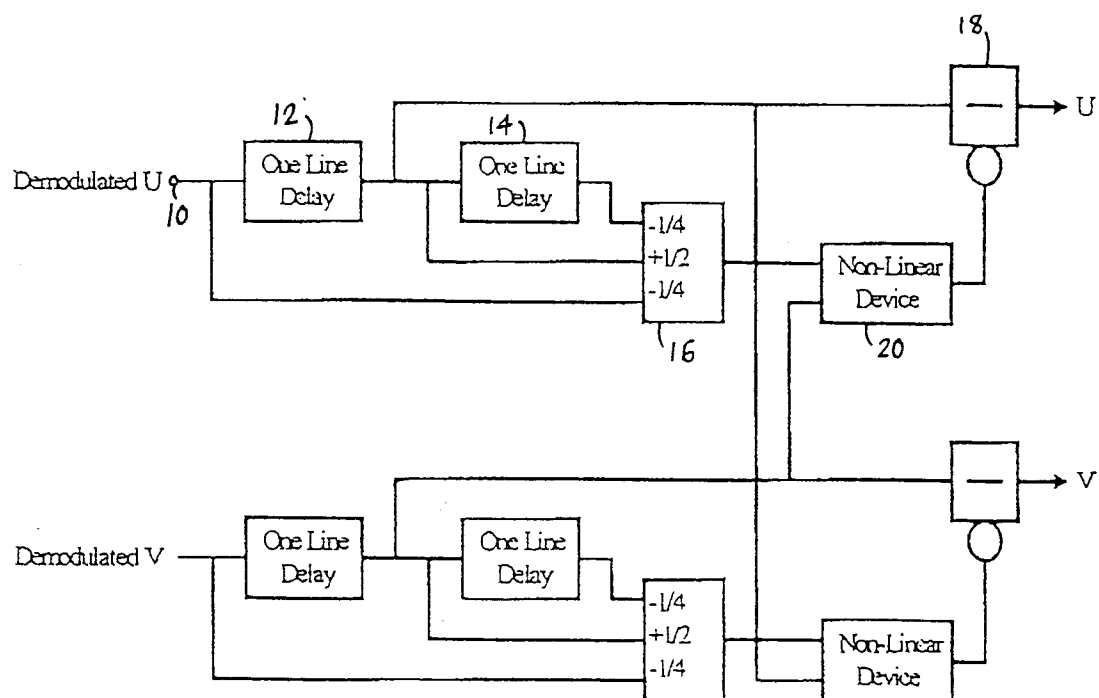 18
U
12
14
One Line
Delay
One Line
Delay
Demodulated U
10
-1/4
+1/2
-1/4
Non-Linear
Device
16
20
V
Demodulated V
One Line
Delay
One Line
Delay
-1/4
+1/2
-1/4
Non-Linear
Device